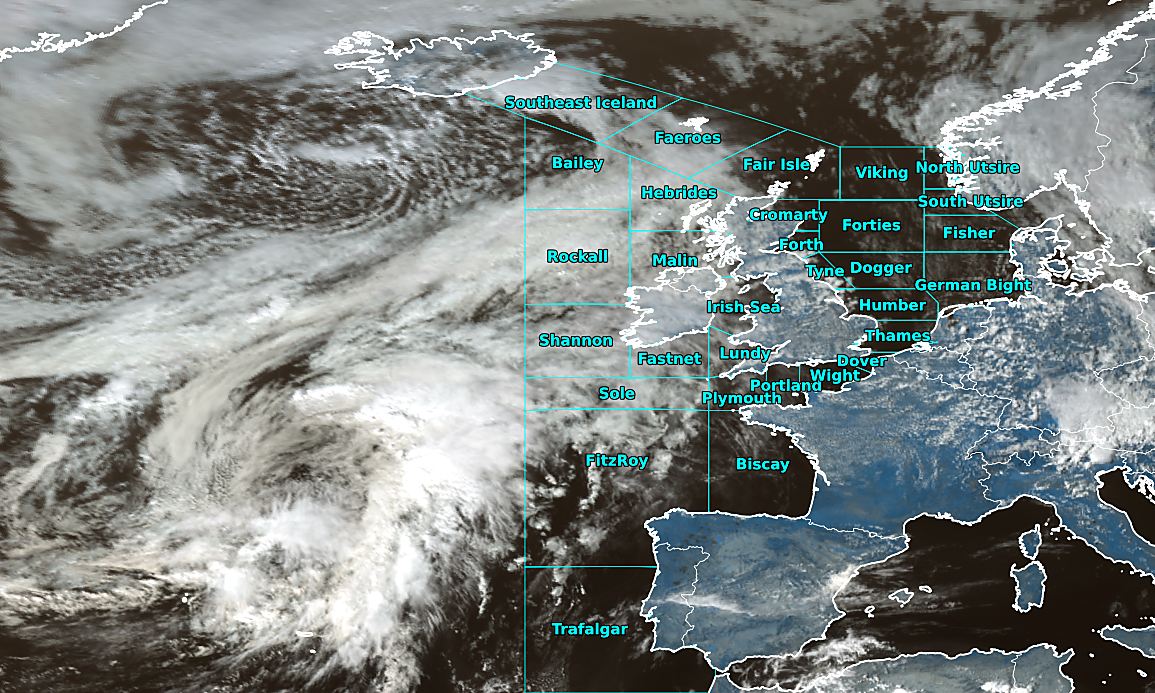 Southeast Iceland
Faeroes
Bailey
Fair Isle
Viking
North Utsire
Hebrides
South Utsire
Cromarty
Forties
Fisher
Forth
Rockall
Malin
Tyne
Dogger
German Bight
Irish Sea
Humber
Thames
Shannon
Fastnet
Lundy
Dover
Wight
Portland
Sole
Plymouth
FitzRoy
Biscay
Trafalgar